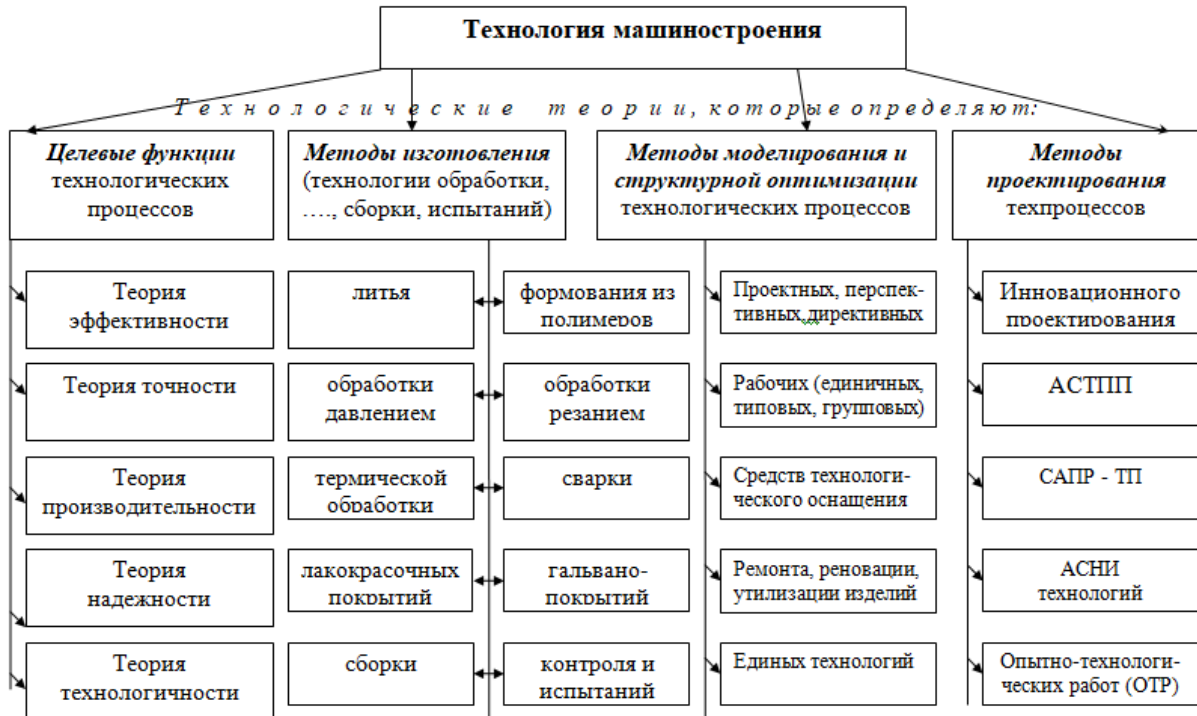 Технология машиностроения
Технологические теории, которые определяют:
Целевые функции
технологических
процессов
Методы изготовления
(технологии обработки,
…., сборки, испытаний)
Методы моделирования и
структурной оптимизации
технологических процессов
Методы
проектирования
техпроцессов
Теория
эффективности
литья
формования из
полимеров
Проектных, перспек-
тивных,директивных
Инновационного
проектирования
Теория точности
обработки
давлением
обработки
резанием
Рабочих (единичных,
типовых, групповых)
АСТПП
Теория
производительности
термической
обработки
сварки
Средств технологи-
ческого оснащения
САПР - ТП
Теория
надежности
лакокрасочных
покрытий
гальвано-
покрытий
Ремонта, реновации,
утилизации изделий
АСНИ
технологий
Теория
технологичности
сборки
контроля и
испытаний
Единых технологий
Опытно-технологи-
ческих работ (ОТР)